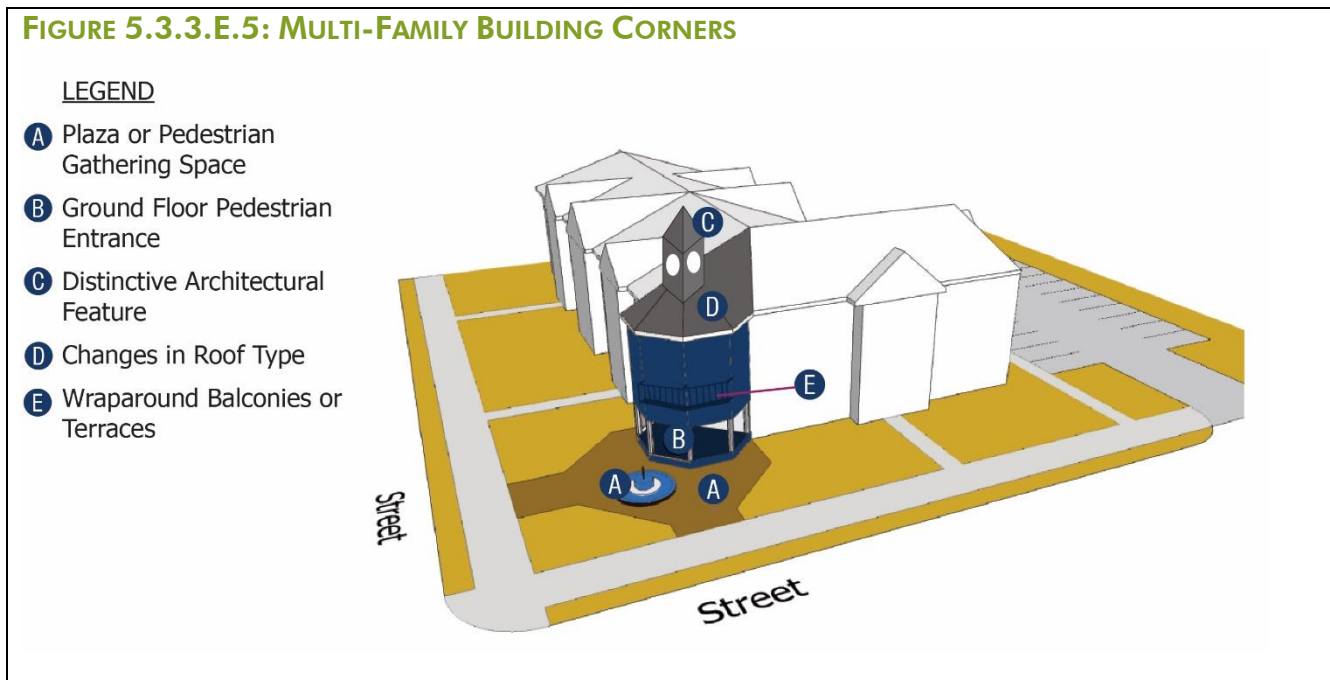 FIGURE 5.3.3.E.5: MULTI-FAMILY BUILDING CORNERS
LEGEND
A Plaza or Pedestrian
Gathering Space
B Ground Floor Pedestrian
Entrance
C Distinctive Architectural
Feature
D Changes in Roof Type
E Wraparound Balconies or
Terraces
C
D
E
B
A
A
Street
Street